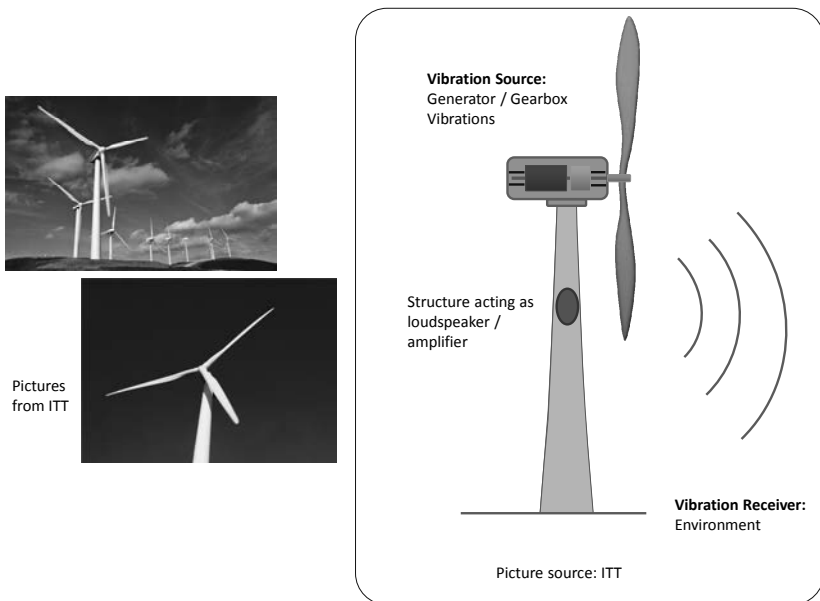 Vibration Source:
Generator / Gearbox
Vibrations
Structure acting as
loudspeaker /
amplifier
Pictures
from ITT
Vibration Receiver:
Environment
Picture source: ITT